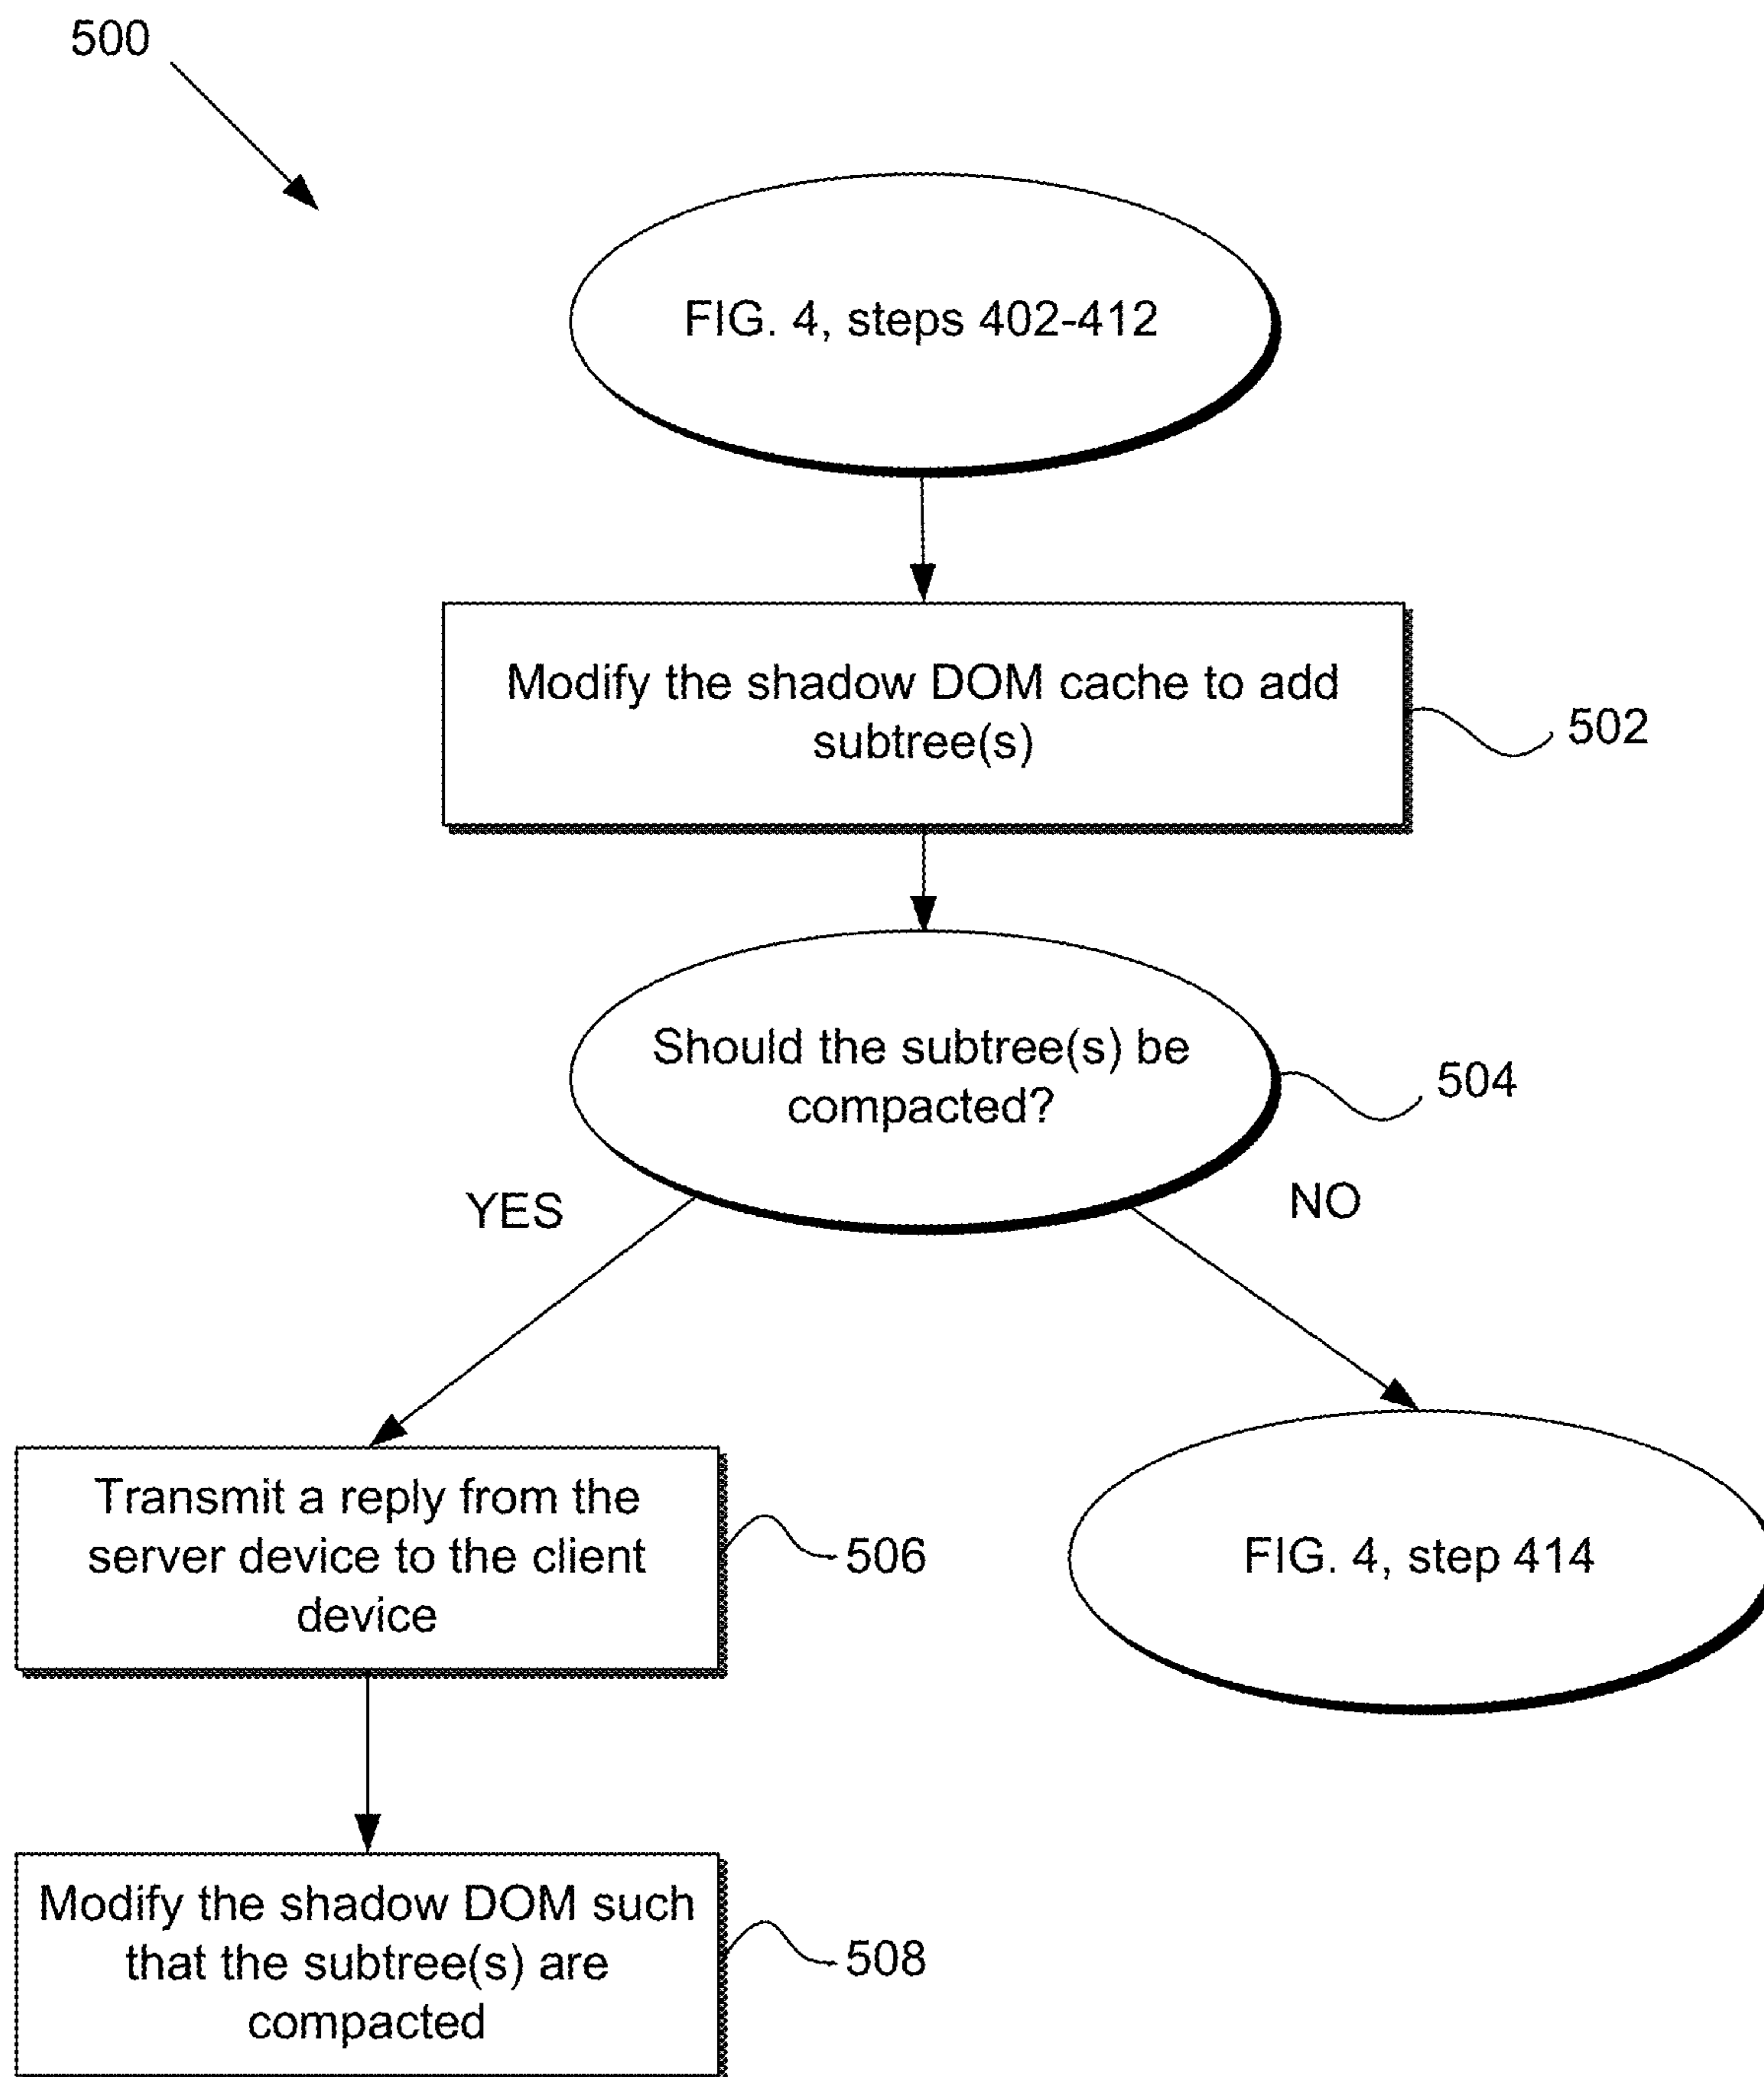 500
FIG. 4, steps 402-412
Modify the shadow DOM cache to add
subtree(s)
502
Should the subtree(s) be
compacted?
504
YES
NO
Transmit a reply from the
server device to the client
device
506
FIG. 4, step 414
Modify the shadow DOM such
that the subtree(s) are
compacted
508